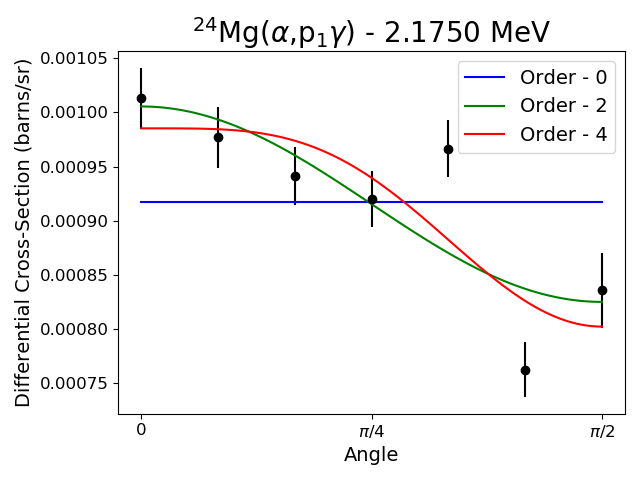 ²⁴Mg(α,p₁γ) - 2.1750 MeV
Differential Cross-Section (barns/sr)
0.00105
0.00100
0.00095
0.00090
0.00085
0.00080
0.00075
Order - 0
Order - 2
Order - 4
0 π/4 π/2
Angle